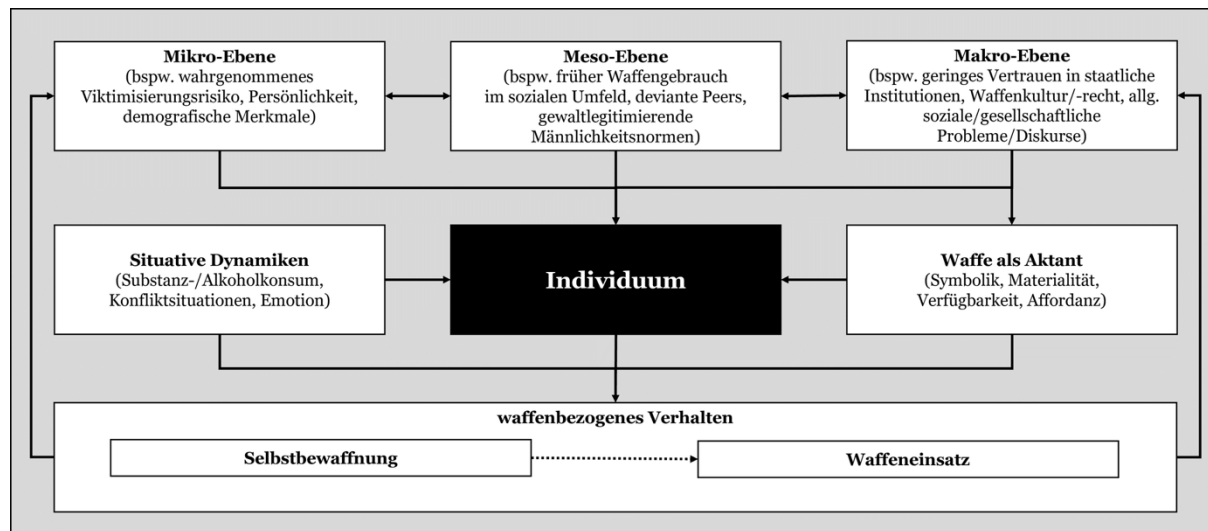 Mikro-Ebene
(bspw. wahrgenommenes
Viktimisierungsrisiko, Persönlichkeit,
demografische Merkmale)
Meso-Ebene
(bspw. früher Waffengebrauch
im sozialen Umfeld, deviante Peers,
gewaltlegitimierende
Männlichkeitsnormen)
Makro-Ebene
(bspw. geringes Vertrauen in staatliche
Institutionen, Waffenkultur/-recht, allg.
soziale/gesellschaftliche
Probleme/Diskurse)
Situative Dynamiken
(Substanz-/Alkoholkonsum,
Konfliktsituationen, Emotion)
Individuum
Waffe als Aktant
(Symbolik, Materialität,
Verfügbarkeit, Affordanz)
waffenbezogenes Verhalten
Selbstbewaffnung
Waffeneinsatz